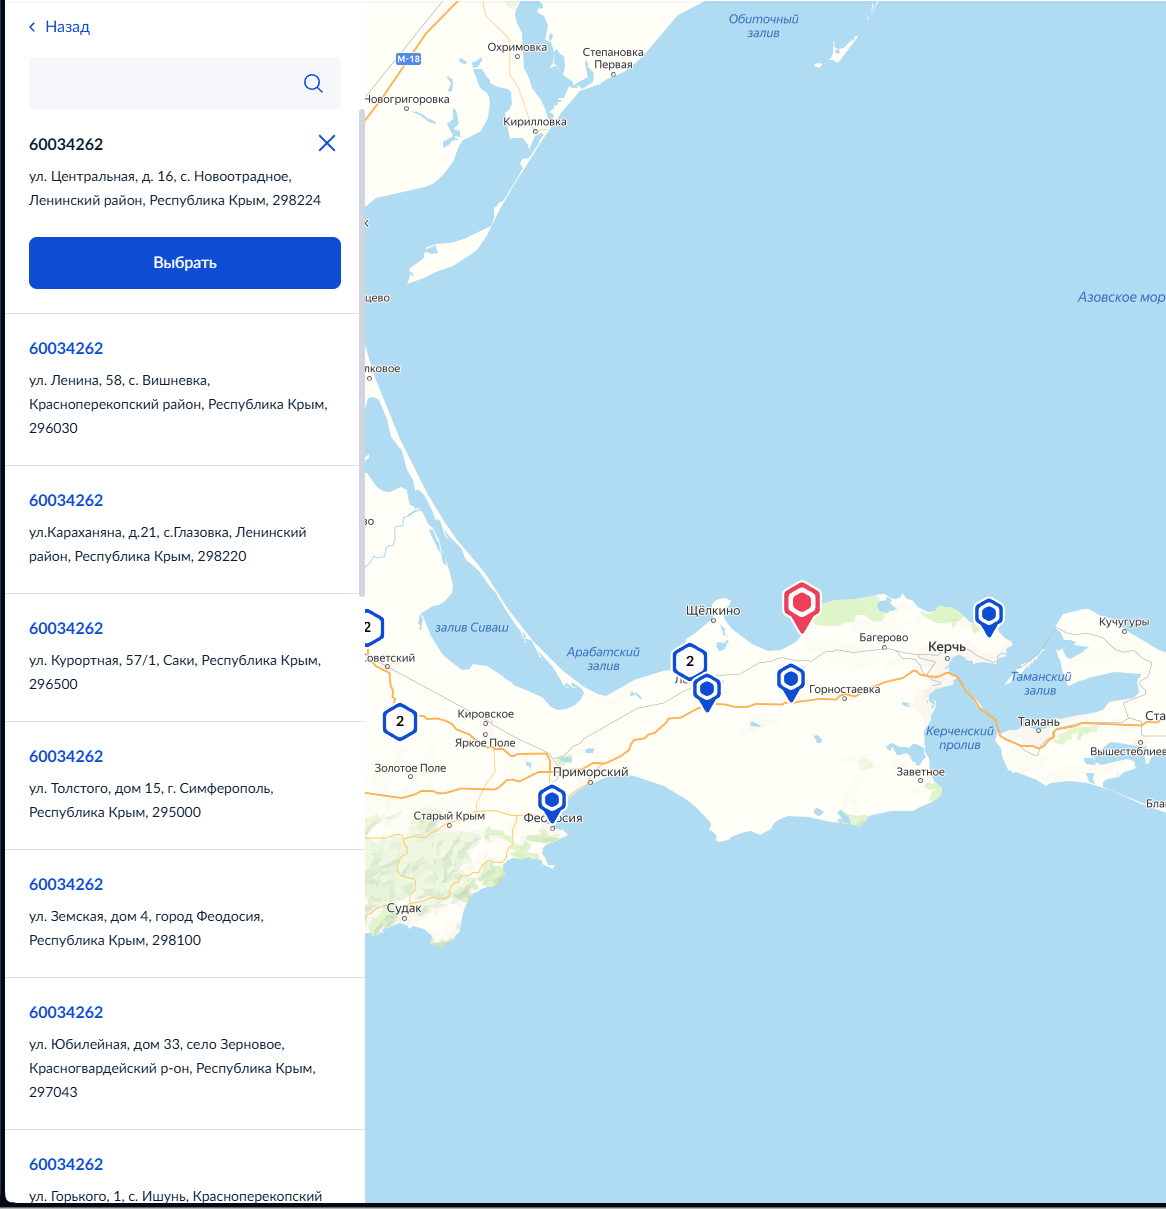 Назад
60034262
ул. Центральная, д. 16, с. Новоотрадное,
Ленинский район, Республика Крым, 298224
Выбрать
60034262
ул. Ленина, 58, с. Вишневка,
Красноперекопский район, Республика Крым,
296030
60034262
ул.Караханяна, д.21, с.Глазовка, Ленинский
район, Республика Крым, 298220
60034262
ул. Курортная, 57/1, Саки, Республика Крым,
296500
60034262
ул. Толстого, дом 15, г. Симферополь,
Республика Крым, 295000
60034262
ул. Земская, дом 4, город Феодосия,
Республика Крым, 298100
60034262
ул. Юбилейная, дом 33, село Зерновое,
Красногвардейский р-он, Республика Крым,
297043
60034262
ул. Горького, 1, с. Ишунь, Красноперекопский
Обиточный
залив
Охримовка
Степановка
Первая
М-18
Новогригоровка
Кирилловка
цево
Азовское мор
лковое
Щёлкино
Кучугуры
2
залив Сиваш
Багерово
Керчь
Арабатский
залив
оветский
2
Таманский
залив
Горностаевка
Кировское
2
Тамань
Ста
Керченский
пролив
Яркое Поле
Вышестеблиев
Золотое Поле
Приморский
Заветное
Бла
Старый Крым
Феодосия
Судак